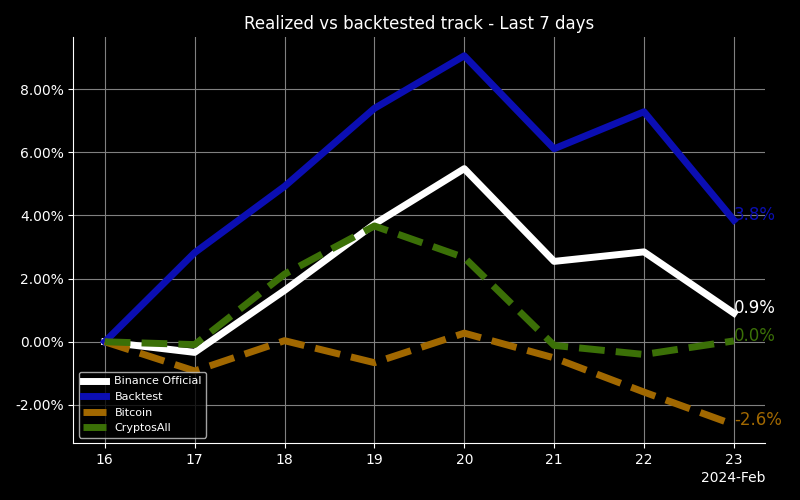 Realized vs backtested track - Last 7 days
8.00%
6.00%
4.00%
2.00%
0.00%
-2.00%
3.8%
0.9%
0.0%
-2.6%
Binance Official
Backtest
Bitcoin
CryptosAll
16 17 18 19 20 21 22 23
2024-Feb